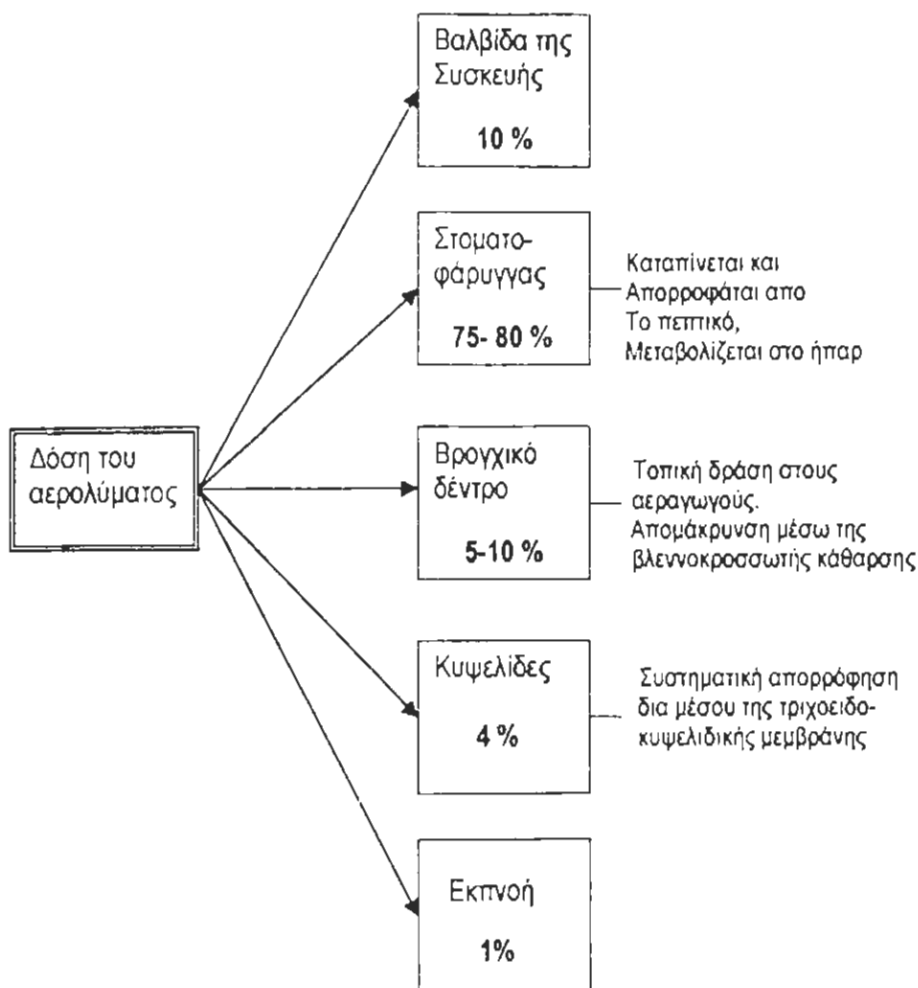 Βαλβίδα της
Συσκευής
10 %
Στοματο-
φάρυγγας
75- 80 %
Καταπίνεται και
Απορροφάται απο
Το πεπτικό,
Μεταβολίζεται στο ήπαρ
Δόση του
αερολύματος
Βρογχικό
δέντρο
5-10 %
Τοπική δράση στους
αεραγωγούς.
Απομάκρυνση μέσω της
βλεννοκροσσωτής κάθαρσης
Κυψελίδες
4 %
Συστηματική απορρόφηση
δια μέσου της τριχοειδο-
κυψελιδικής μεμβράνης
Εκπνοή
1%